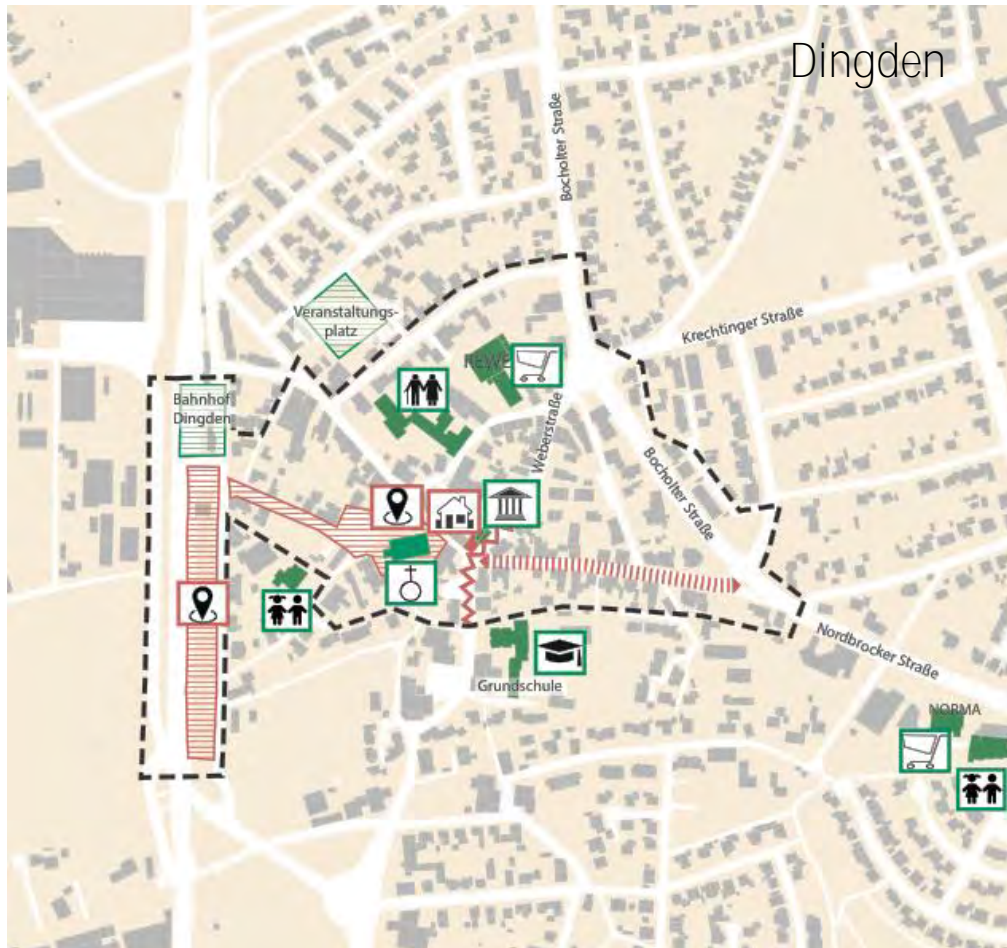 Dingden
Bocholter Straße
Veranstaltungs-
platz
Krechtinger Straße
REWE
Bahnhof
Dingden
Weberstraße
Bocholter Straße
Nordbrocker Straße
Grundschule
NORMA